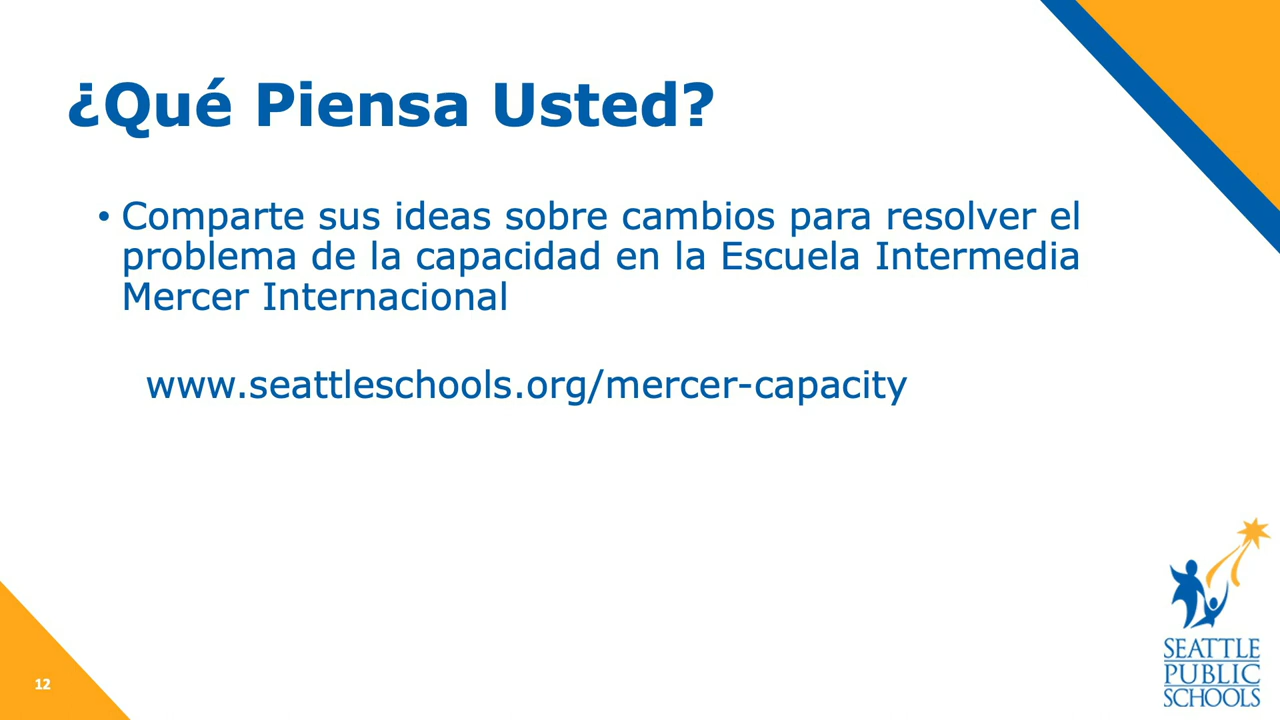 ¿Qué Piensa Usted?
• Comparte sus ideas sobre cambios para resolver el
problema de la capacidad en la Escuela Intermedia
Mercer Internacional
www.seattleschools.org/mercer-capacity
12
SEATTLE
PUBLIC
SCHOOLS